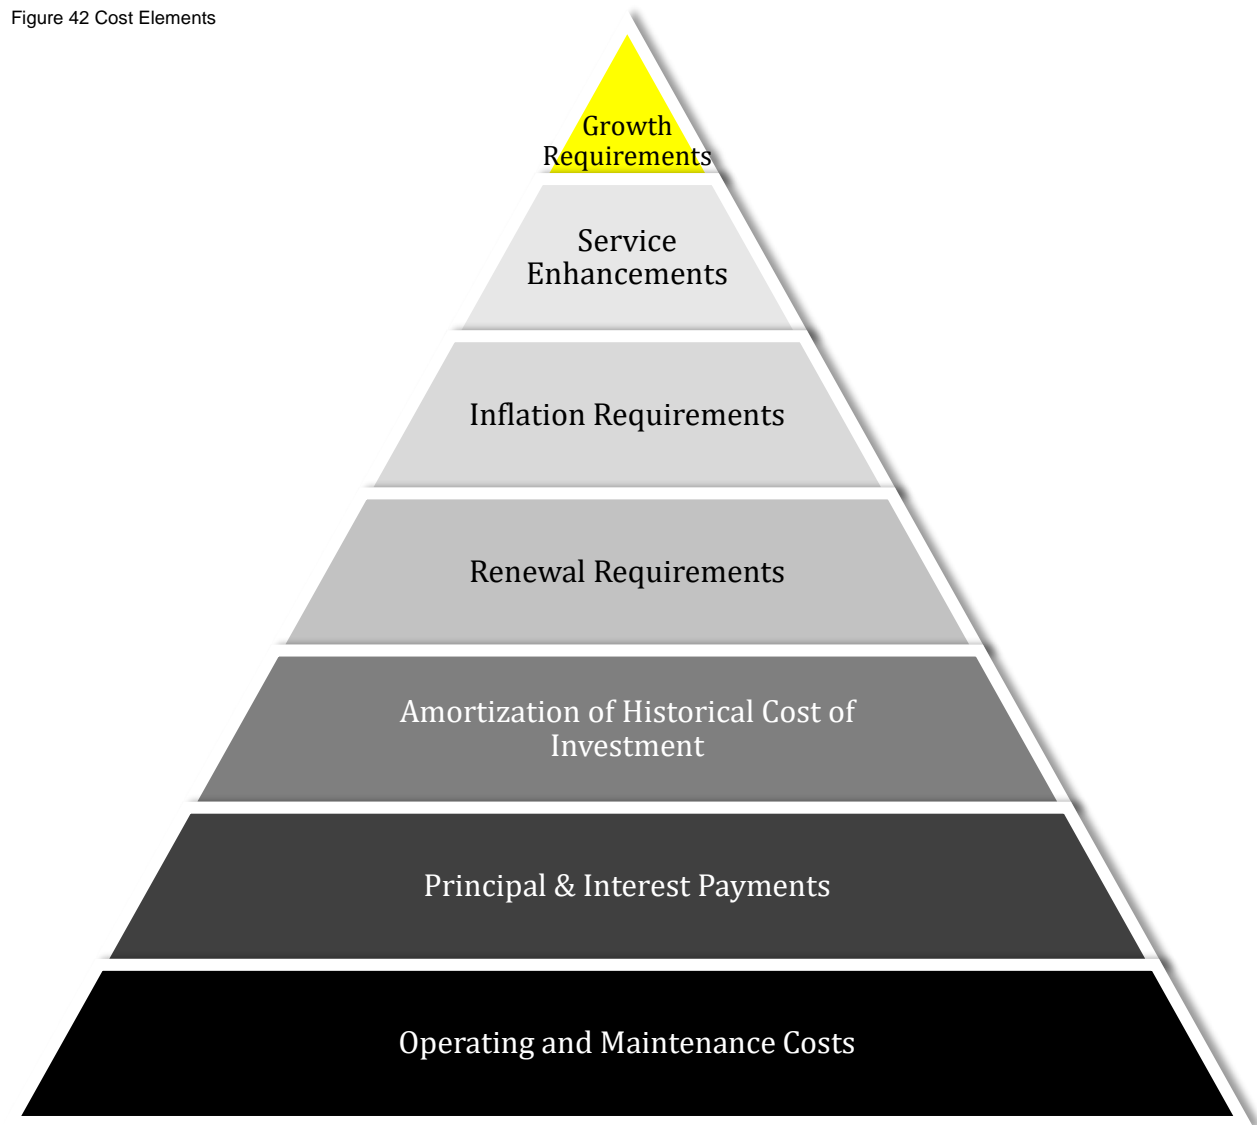 Figure 42 Cost Elements
Growth
Requirements
Service
Enhancements
Inflation Requirements
Renewal Requirements
Amortization of Historical Cost of
Investment
Principal & Interest Payments
Operating and Maintenance Costs